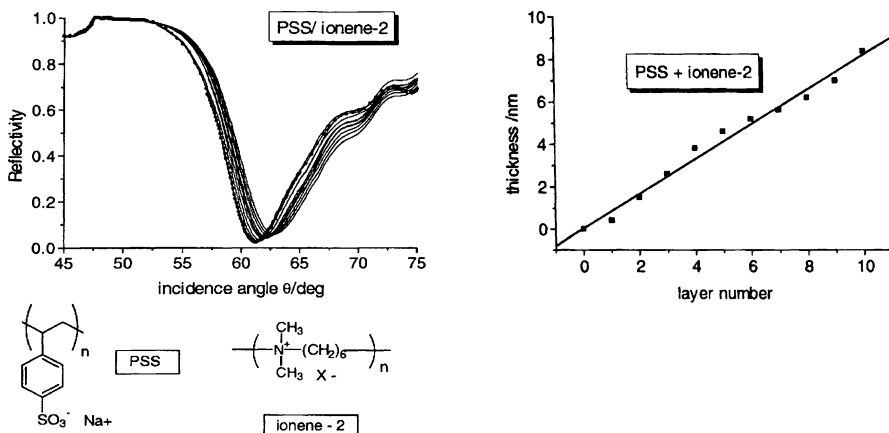 PSS/ ionene-2
1.0
0.8
0.6
0.4
0.2
0.0
Reflectivity
45 50 55 60 65 70 75
incidence angle θ/deg
PSS + ionene-2
8
6
4
2
0
thickness /nm
0 2 4 6 8 10
layer number
n
PSS
SO3- Na+
CH3
N+ (CH2)6
CH3 X -
n
ionene - 2